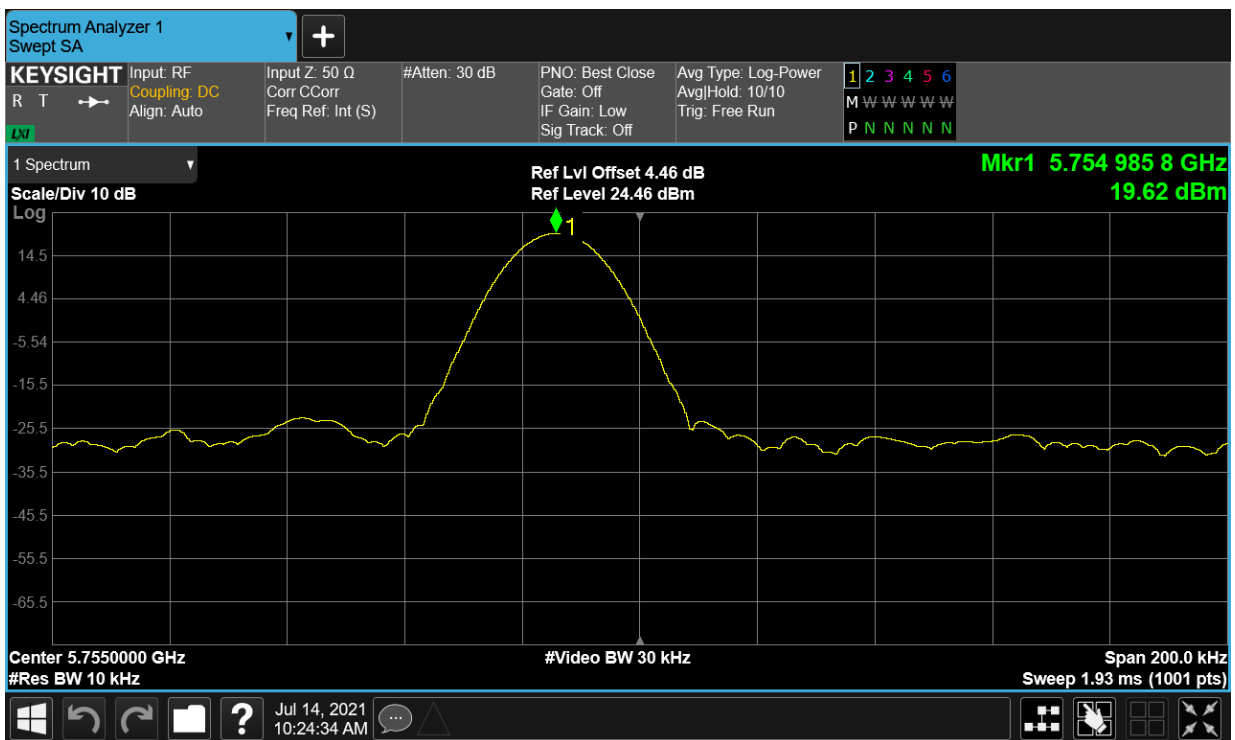 Spectrum Analyzer 1
Swept SA
+
KEYSIGHT
R T
LXI
Input: RF
Coupling: DC
Align: Auto
Input Z: 50 Ω
Corr CCorr
Freq Ref: Int (S)
#Atten: 30 dB
PNO: Best Close
Gate: Off
IF Gain: Low
Sig Track: Off
Avg Type: Log-Power
Avg|Hold: 10/10
Trig: Free Run
1 2 3 4 5 6
M W W W W W
P N N N N N
1 Spectrum
Scale/Div 10 dB
Log
Ref Lvl Offset 4.46 dB
Ref Level 24.46 dBm
Mkr1 5.754 985 8 GHz
19.62 dBm
1
14.5
4.46
-5.54
-15.5
-25.5
-35.5
-45.5
-55.5
-65.5
Center 5.7550000 GHz
#Res BW 10 kHz
#Video BW 30 kHz
Span 200.0 kHz
Sweep 1.93 ms (1001 pts)
?
Jul 14, 2021
10:24:34 AM